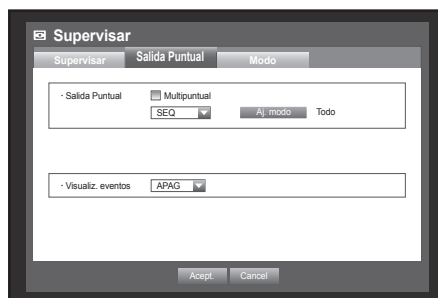 Supervisar
Supervisar Salida Puntual Modo
· Salida Puntual Multipuntual
SEQ Aj. modo Todo
· Visualiz. eventos APAG
Acept. Cancel